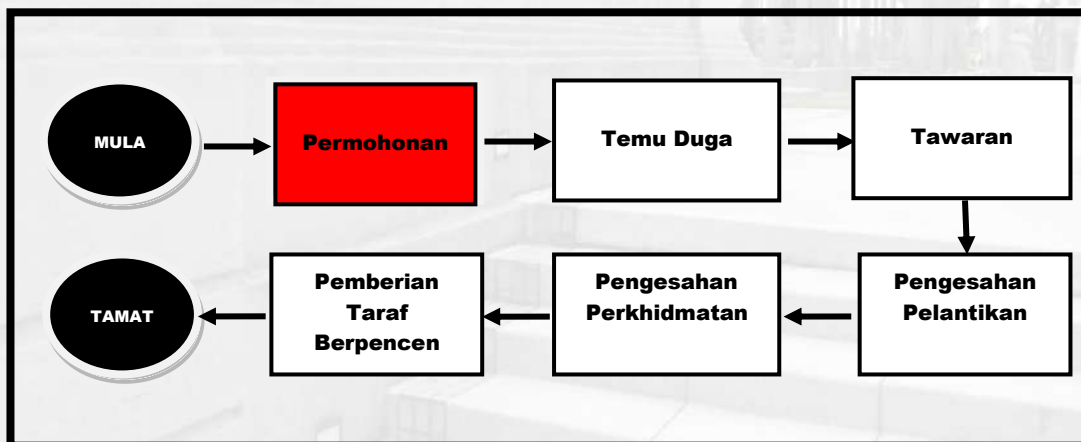 MULA
Permohonan
Temu Duga
Tawaran
Pengesahan
Pelantikan
Pengesahan
Perkhidmatan
Pemberian
Taraf
Berpencen
TAMAT